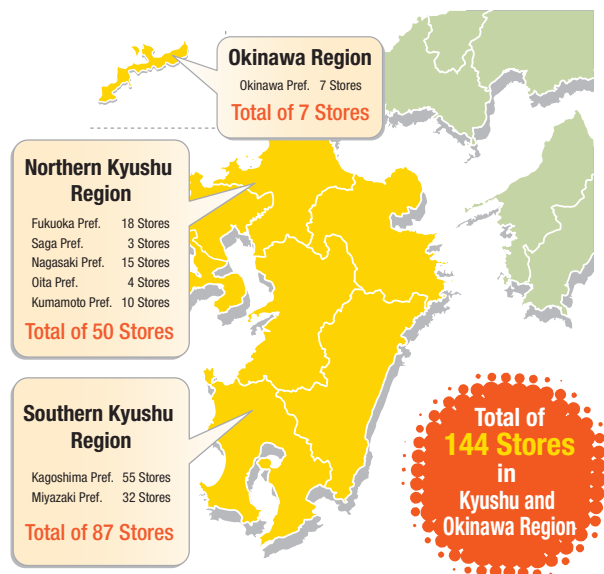 Okinawa Region
Okinawa Pref. 7 Stores
Total of 7 Stores
Northern Kyushu
Region
Fukuoka Pref. 18 Stores
Saga Pref. 3 Stores
Nagasaki Pref. 15 Stores
Oita Pref. 4 Stores
Kumamoto Pref. 10 Stores
Total of 50 Stores
Southern Kyushu
Region
Kagoshima Pref. 55 Stores
Miyazaki Pref. 32 Stores
Total of 87 Stores
Total of
144 Stores
in
Kyushu and
Okinawa Region